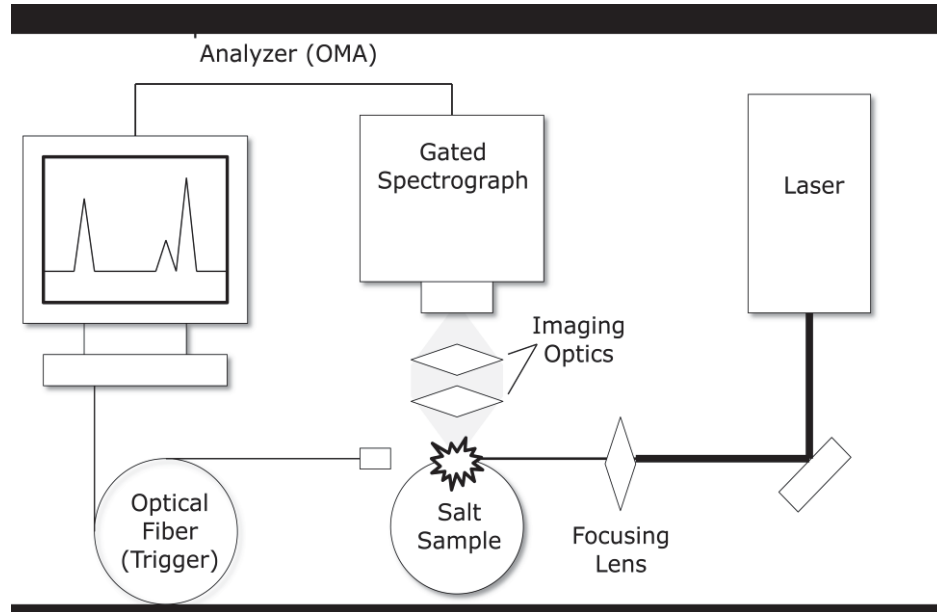 Analyzer (OMA)
Gated
Spectrograph
Laser
Imaging
Optics
Optical
Fiber
(Trigger)
Salt
Sample
Focusing
Lens